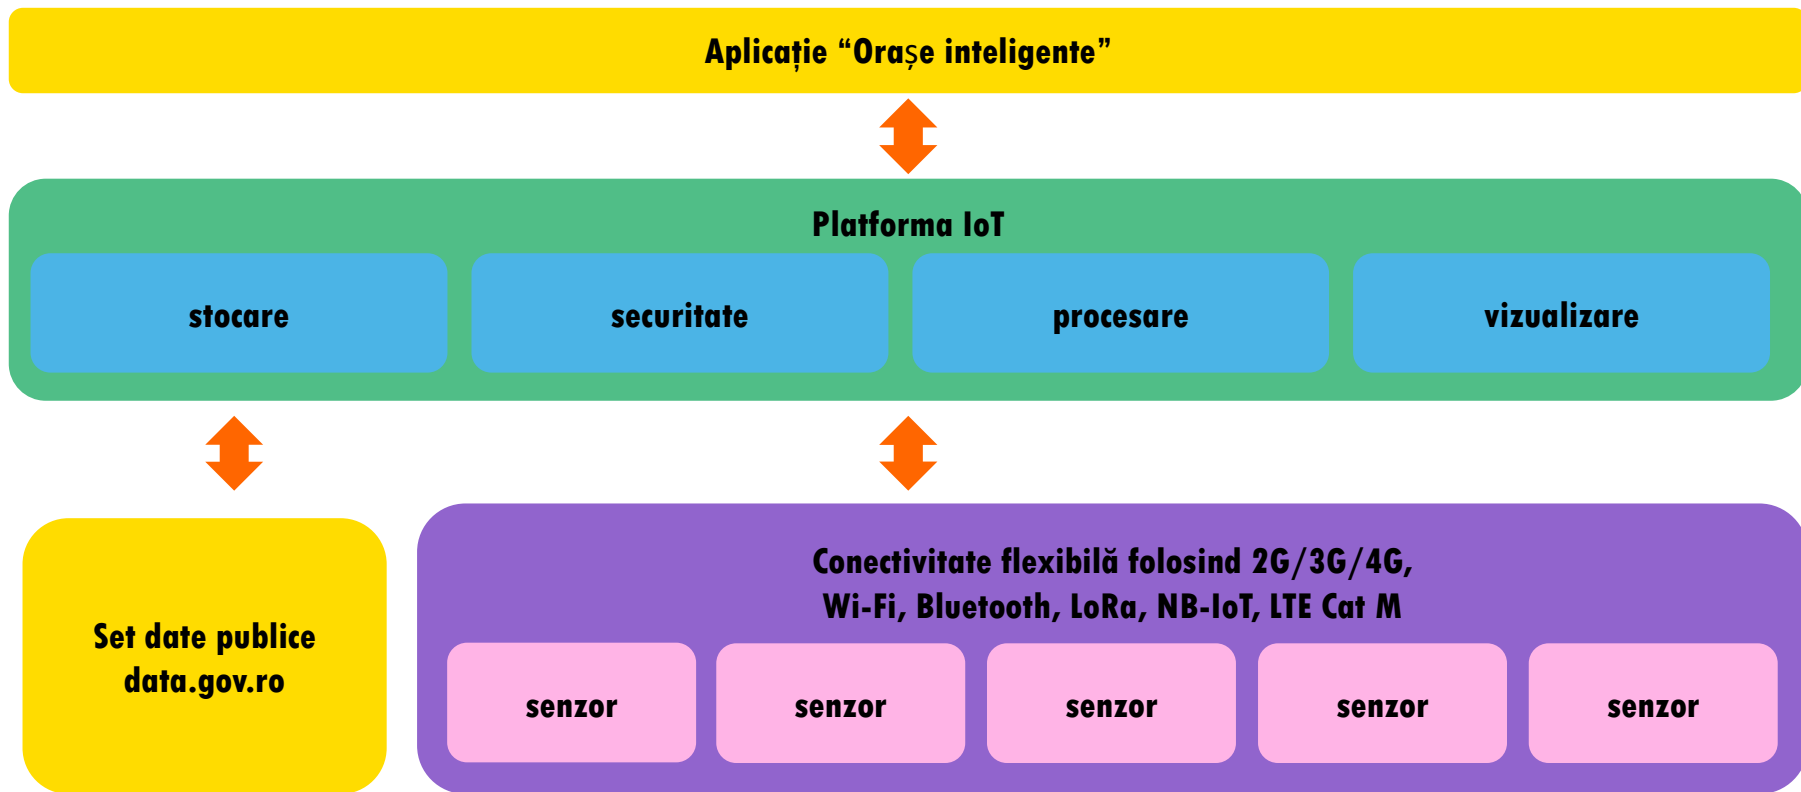 Aplicație “Orașe inteligente”
Platforma IoT
stocare
securitate
procesare
vizualizare
Set date publice
data.gov.ro
Conectivitate flexibilă folosind 2G/3G/4G,
Wi-Fi, Bluetooth, LoRa, NB-IoT, LTE Cat M
senzor
senzor
senzor
senzor
senzor